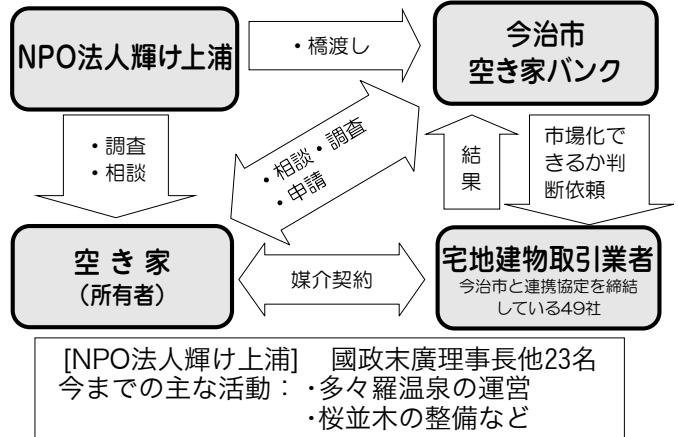 NPO法人輝け上浦
・橋渡し
今治市
空き家バンク
・調査
・相談
・相談・調査
・申請
結
果
市場化で
きるか判
断依頼
空き家
(所有者)
媒介契約
宅地建物取引業者
今治市と連携協定を締結
している49社
[NPO法人輝け上浦] 國政末廣理事長他23名
今までの主な活動：・多々羅温泉の運営
・桜並木の整備など